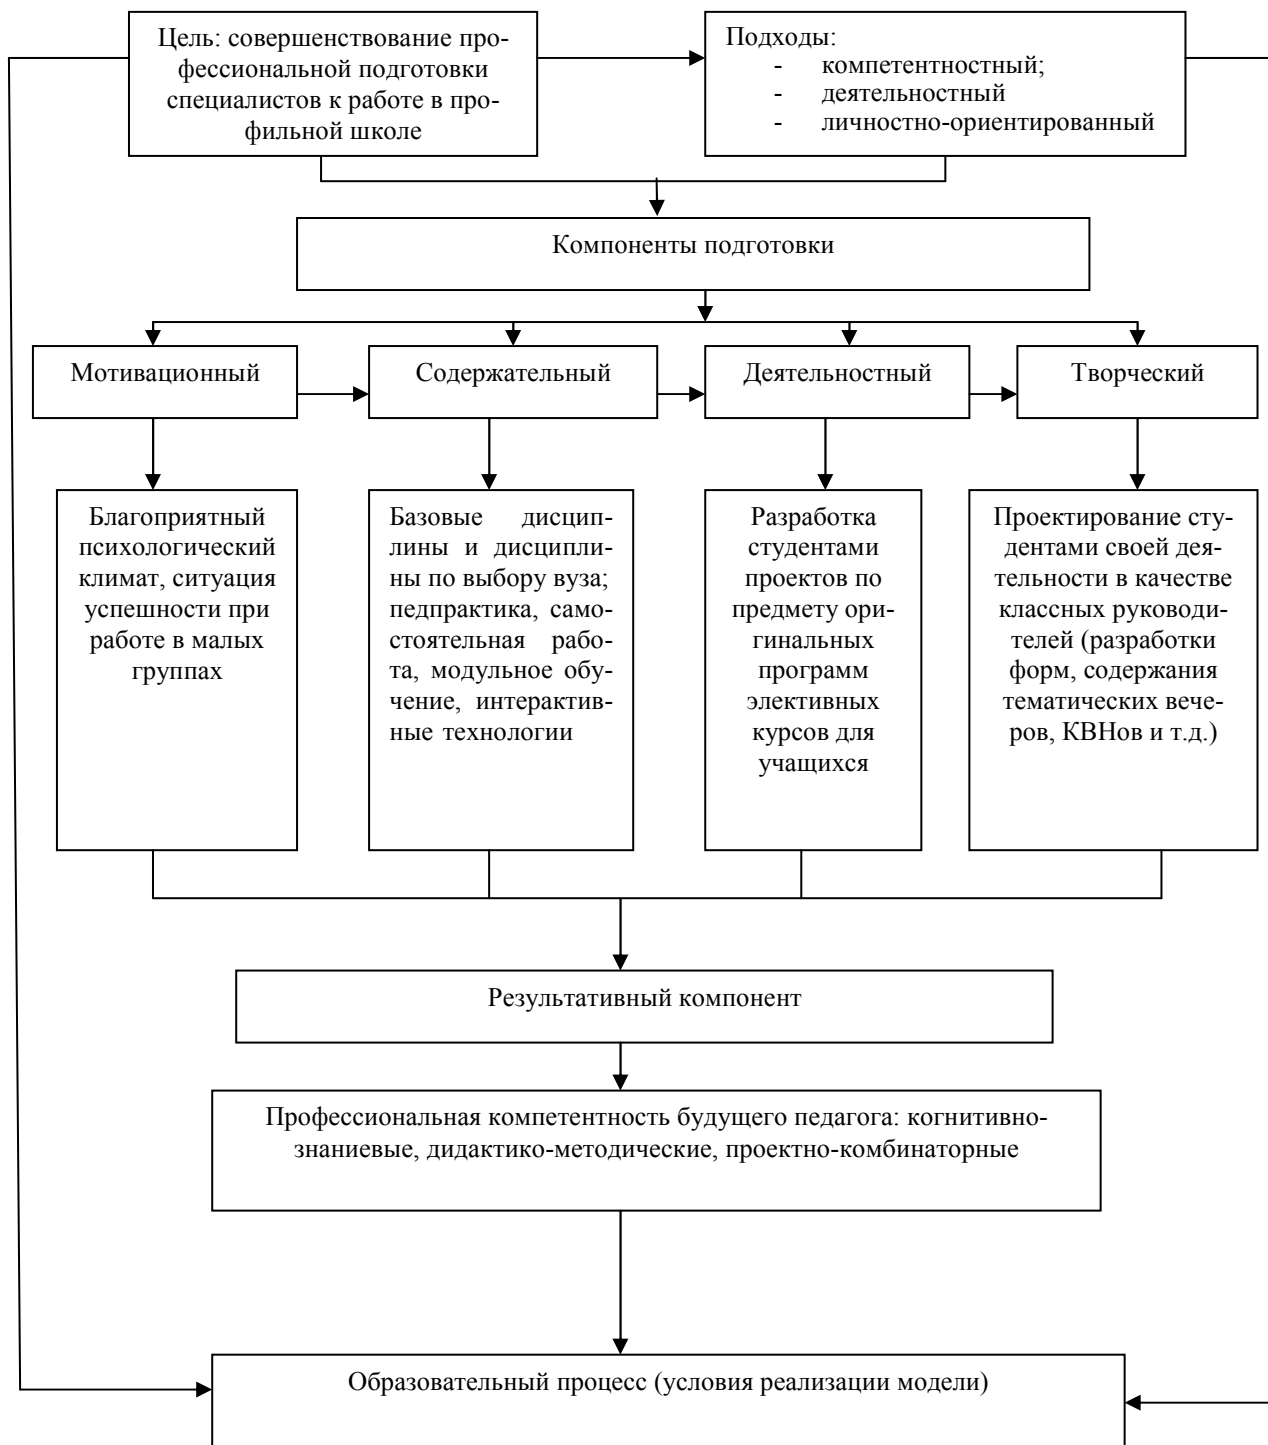 Цель: совершенствование про-
фессиональной подготовки
специалистов к работе в про-
фильной школе
Подходы:
- компетентностный;
- деятельностный
- личностно-ориентированный
Компоненты подготовки
Мотивационный
Содержательный
Деятельностный
Творческий
Благоприятный
психологический
климат, ситуация
успешности при
работе в малых
группах
Базовые дисцип-
лины и дисципли-
ны по выбору вуза;
педпрактика, само-
стоятельная рабо-
та, модульное обу-
чение, интерактив-
ные технологии
Разработка
студентами
проектов по
предмету ори-
гинальных
программ
элективных
курсов для
учащихся
Проектирование сту-
дентами своей дея-
тельности в качестве
классных руководи-
телей (разработки
форм, содержания
тематических вече-
ров, КВНов и т.д.)
Результативный компонент
Профессиональная компетентность будущего педагога: когнитивно-
знаниевые, дидактико-методические, проектно-комбинаторные
Образовательный процесс (условия реализации модели)